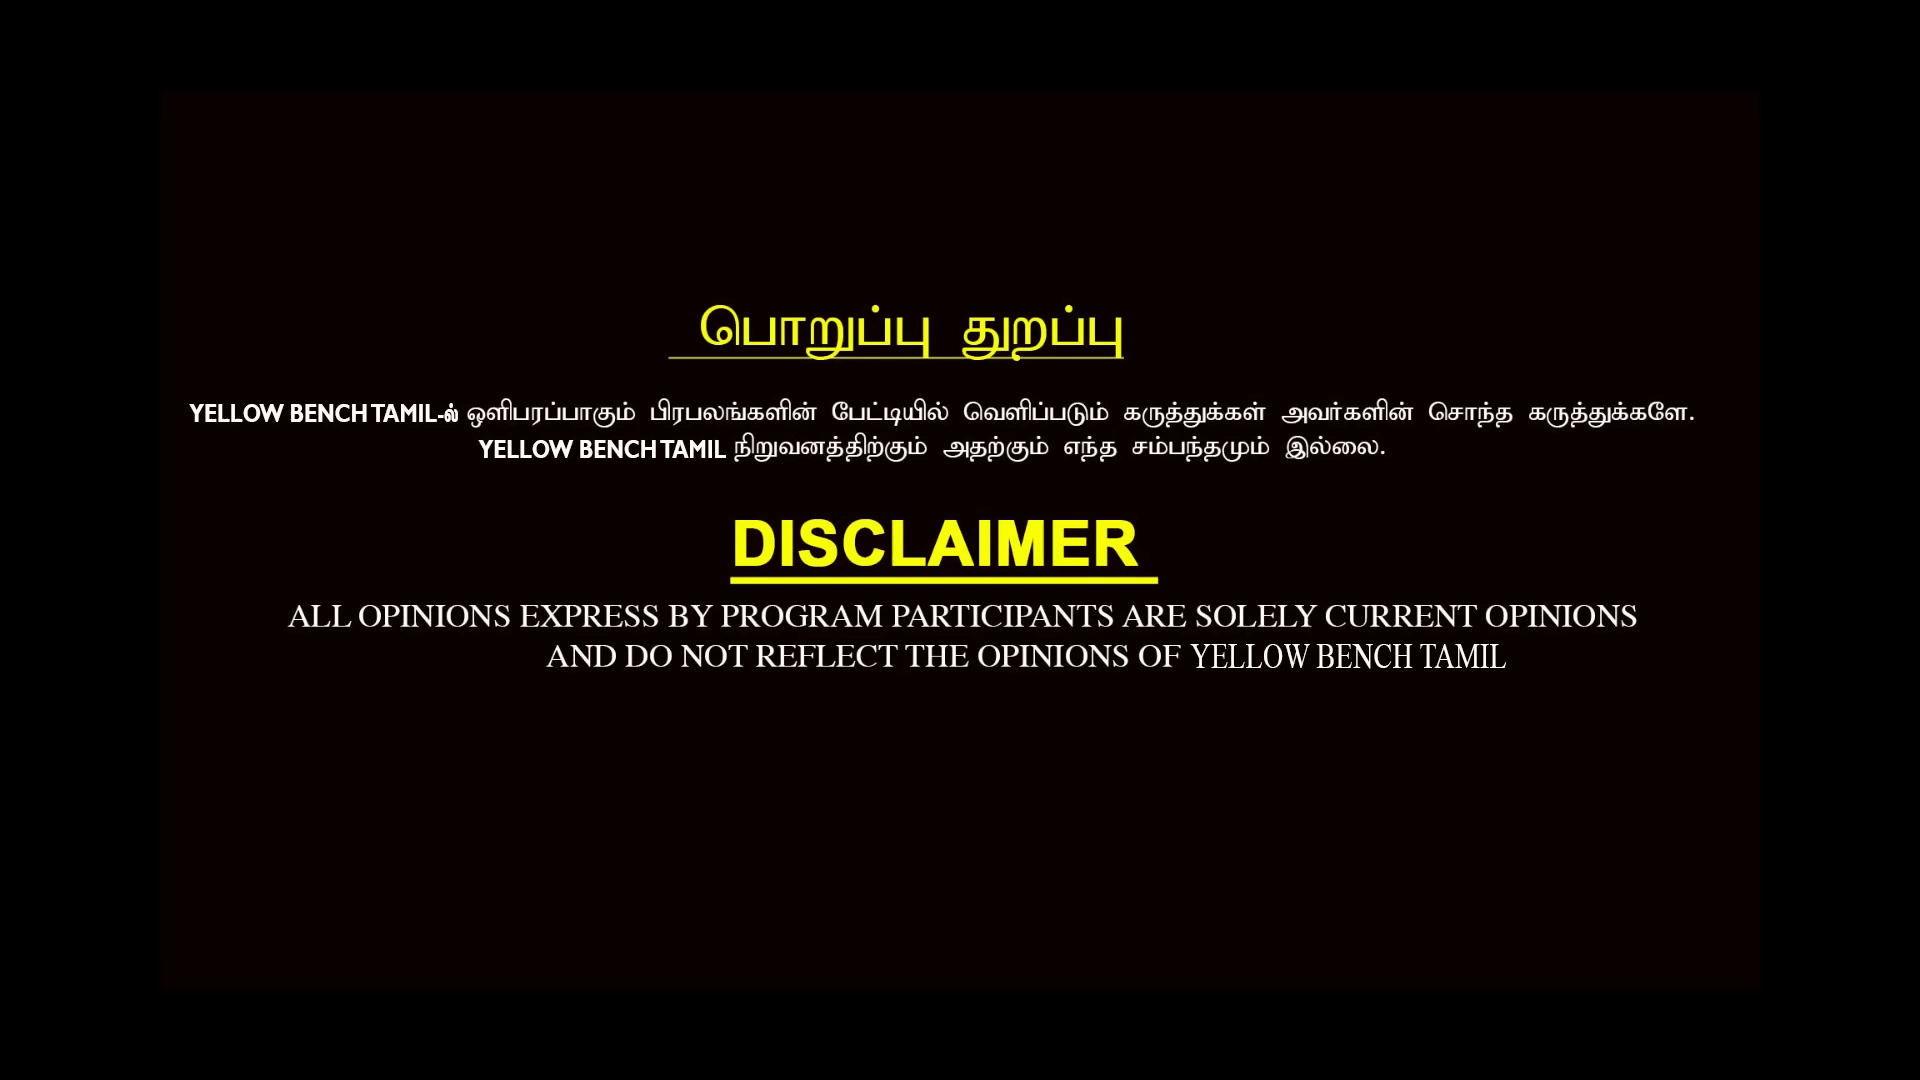 பொறுப்பு துறப்பு
YELLOW BENCH TAMIL-ல் ஒளிபரப்பாகும் பிரபலங்களின் பேட்டியில் வெளிப்படும் கருத்துக்கள் அவர்களின் சொந்த கருத்துக்களே.
YELLOW BENCH TAMIL நிறுவனத்திற்கும் அதற்கும் எந்த சம்பந்தமும் இல்லை.
DISCLAIMER
ALL OPINIONS EXPRESS BY PROGRAM PARTICIPANTS ARE SOLELY CURRENT OPINIONS
AND DO NOT REFLECT THE OPINIONS OF YELLOW BENCH TAMIL